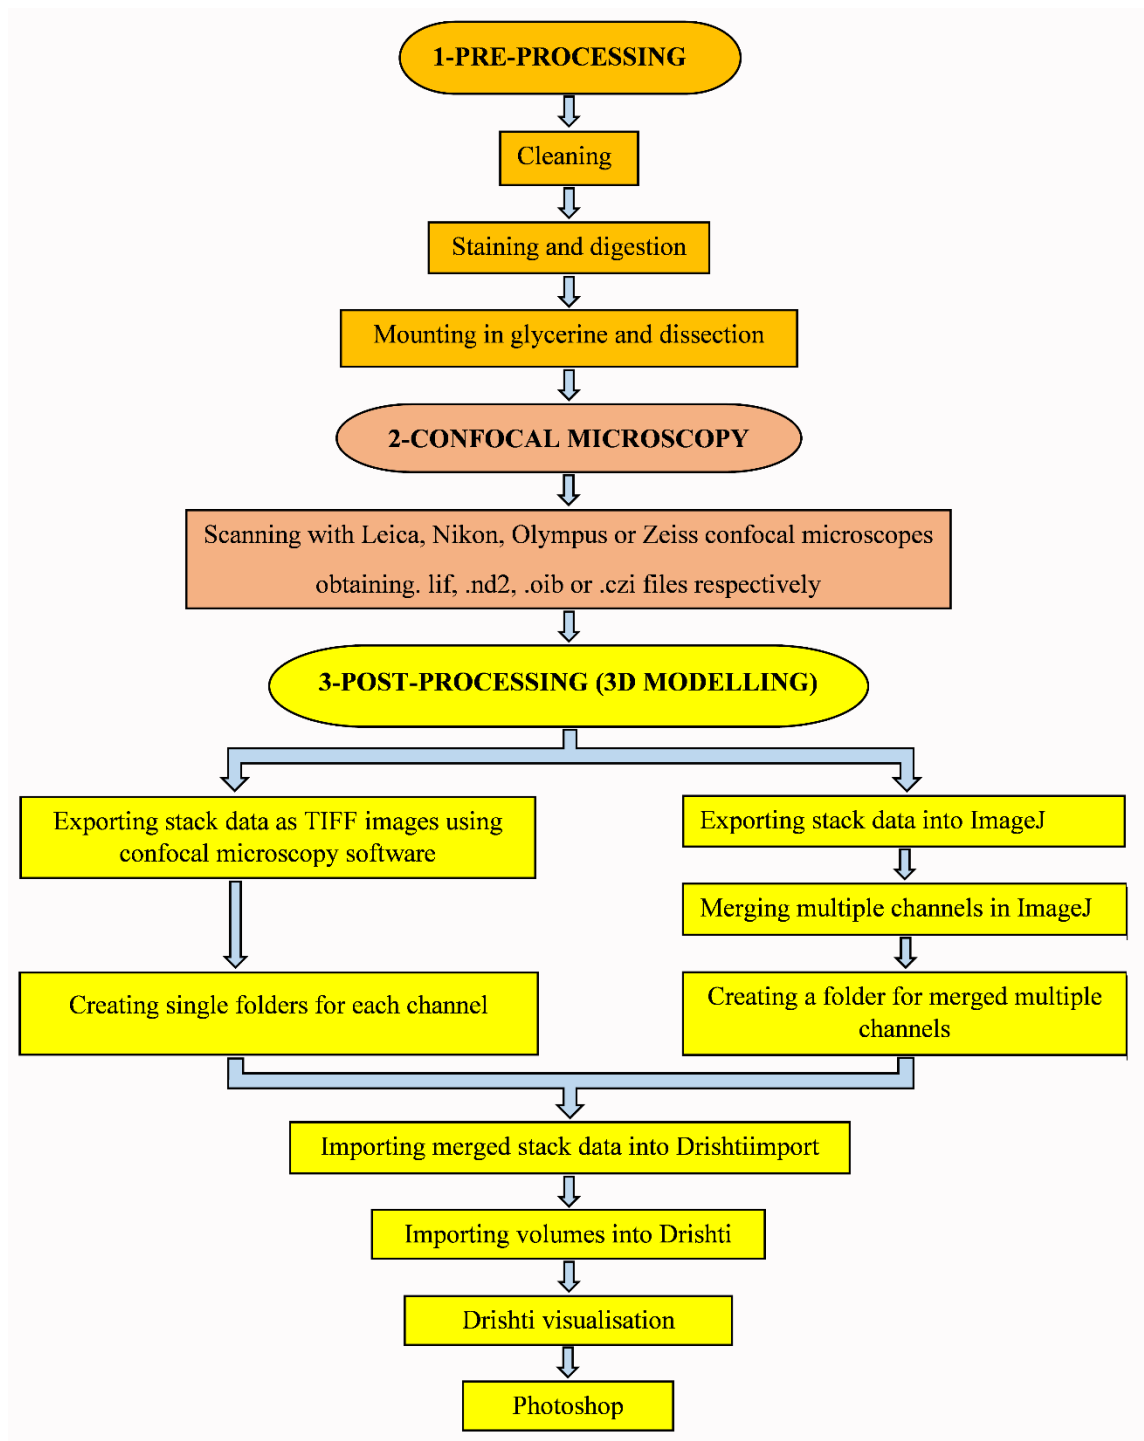 1-PRE-PROCESSING
Cleaning
Staining and digestion
Mounting in glycerine and dissection
2-CONFOCAL MICROSCOPY
Scanning with Leica, Nikon, Olympus or Zeiss confocal microscopes
obtaining. lif, .nd2, .oib or .czi files respectively
3-POST-PROCESSING (3D MODELLING)
Exporting stack data as TIFF images using
confocal microscopy software
Creating single folders for each channel
Exporting stack data into ImageJ
Merging multiple channels in ImageJ
Creating a folder for merged multiple
channels
Importing merged stack data into Drishtiimport
Importing volumes into Drishti
Drishti visualisation
Photoshop